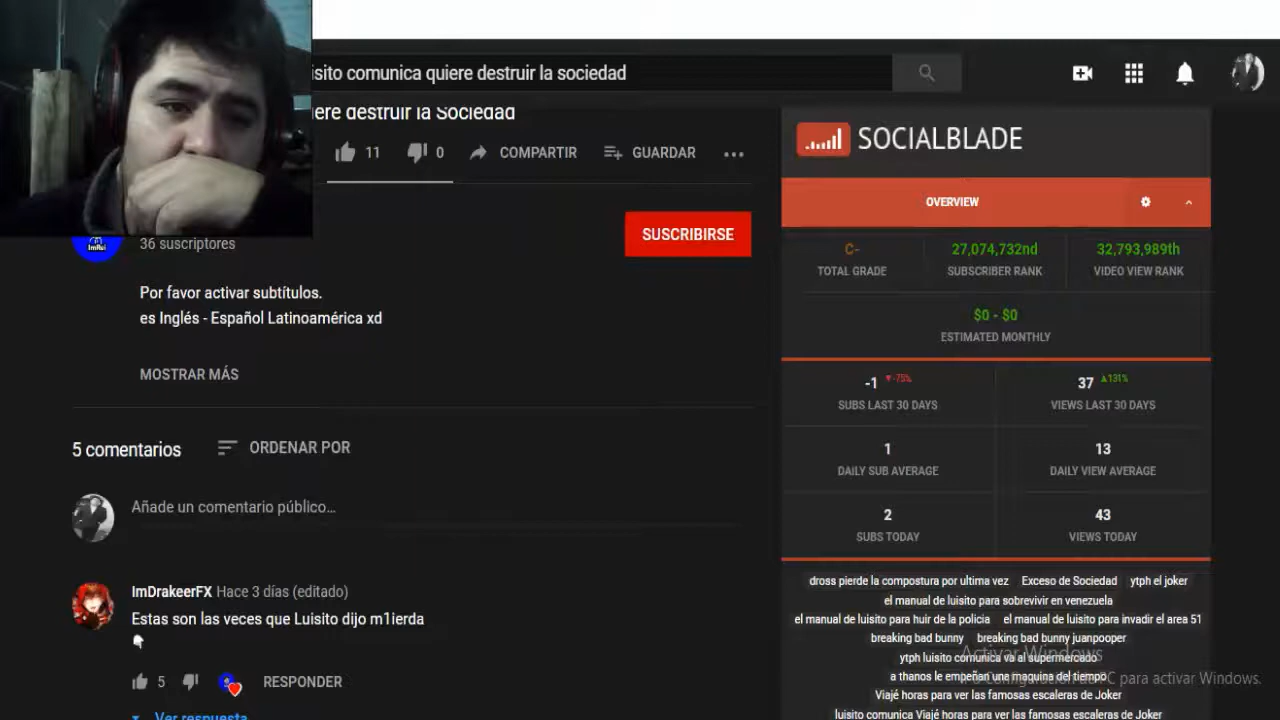 isito comunica quiere destruir la sociedad
iere destruir la Sociedad
11
0
COMPARTIR
GUARDAR
36 suscriptores
SUSCRIBIRSE
Por favor activar subtítulos.
es Inglés - Español Latinoamérica xd
MOSTRAR MÁS
5 comentarios
ORDENAR POR
Añade un comentario público...
ImDrakeerFX Hace 3 días (editado)
Estas son las veces que Luisito dijo m1ierda
5
RESPONDER
Ver respuesta
SOCIALBLADE
OVERVIEW
C-
TOTAL GRADE
27,074,732nd
SUBSCRIBER RANK
32,793,989th
VIDEO VIEW RANK
$0 - $0
ESTIMATED MONTHLY
-1 ▼-75%
SUBS LAST 30 DAYS
37 ▲131%
VIEWS LAST 30 DAYS
1
DAILY SUB AVERAGE
13
DAILY VIEW AVERAGE
2
SUBS TODAY
43
VIEWS TODAY
dross pierde la compostura por ultima vez Exceso de Sociedad ytph el joker
el manual de luisito para sobrevivir en venezuela
el manual de luisito para huir de la policia el manual de luisito para invadir el area 51
breaking bad bunny breaking bad bunny juanpooper
ytph luisito comunica va al supermercado
a thanos le empeñan une maquina del tiempo
Viajé horas para ver las famosas escaleras de Joker
luisito comunica Viajé horas para ver las famosas escaleras de Joker
Activar Windows
PC para activar Windows.